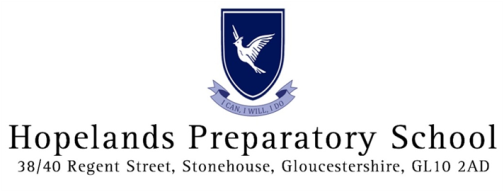 I CAN, I WILL, I DO
Hopelands Preparatory School
38/40 Regent Street, Stonehouse, Gloucestershire, GL10 2AD